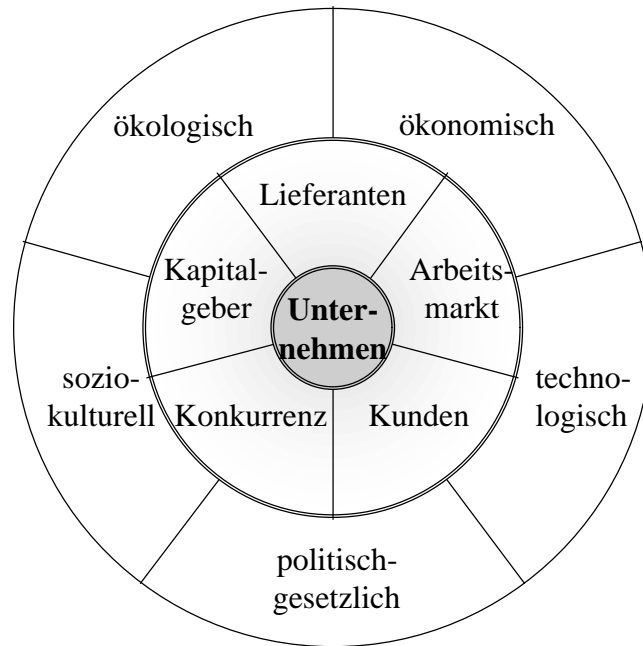 ökologisch
ökonomisch
Lieferanten
Kapital-
geber
Arbeits-
markt
Unter-
nehmen
sozio-
kulturell
Konkurrenz
Kunden
techno-
logisch
politisch-
gesetzlich